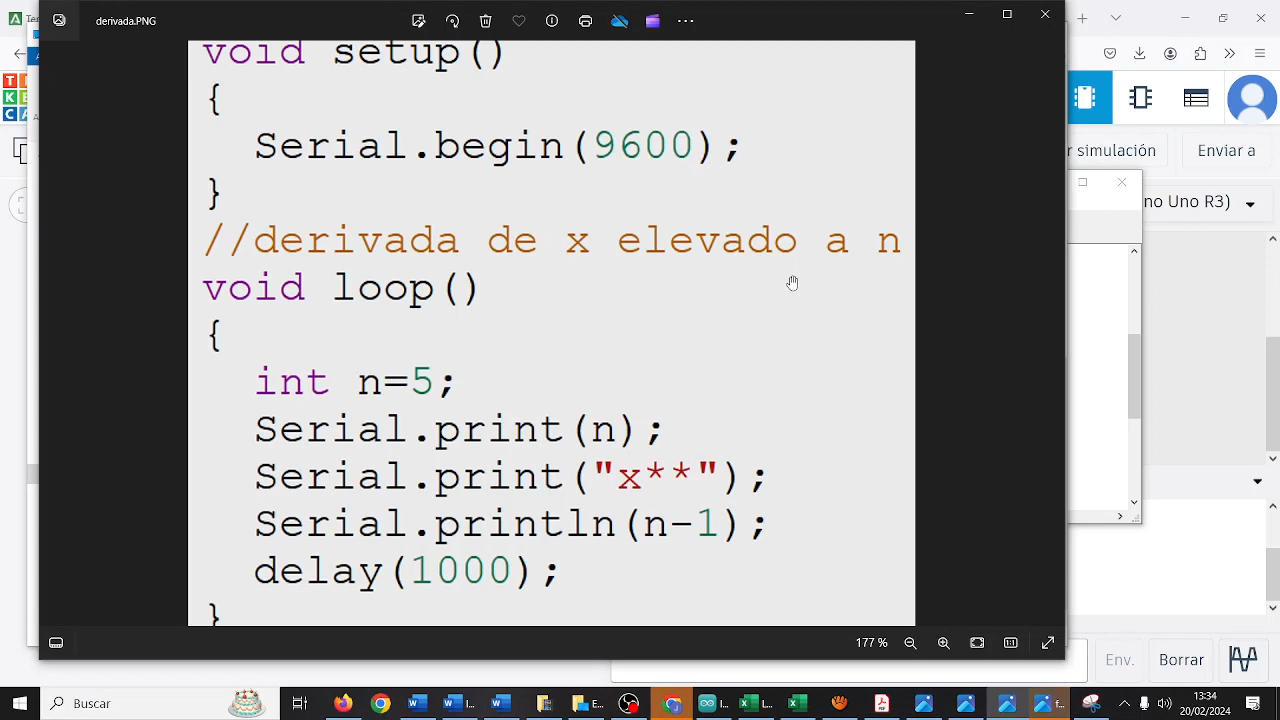 derivada.PNG
void setup()
{
Serial.begin(9600);
}
//derivada de x elevado a n
void loop()
{
int n=5;
Serial.print(n);
Serial.print("x**");
Serial.println(n-1);
delay(1000);
}
r simulación
Enviar a
no Uno R3)
177 %
Env.
Borrar
Buscar
13:34
20/02/2024